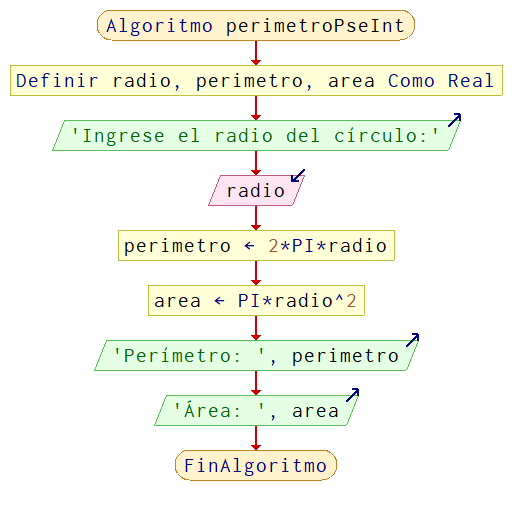 Algoritmo perimetroPseInt
Definir radio, perimetro, area Como Real
'Ingrese el radio del círculo:'
radio
perimetro ← 2*PI*radio
area ← PI*radio^2
'Perímetro: ', perimetro
'Área: ', area
FinAlgoritmo